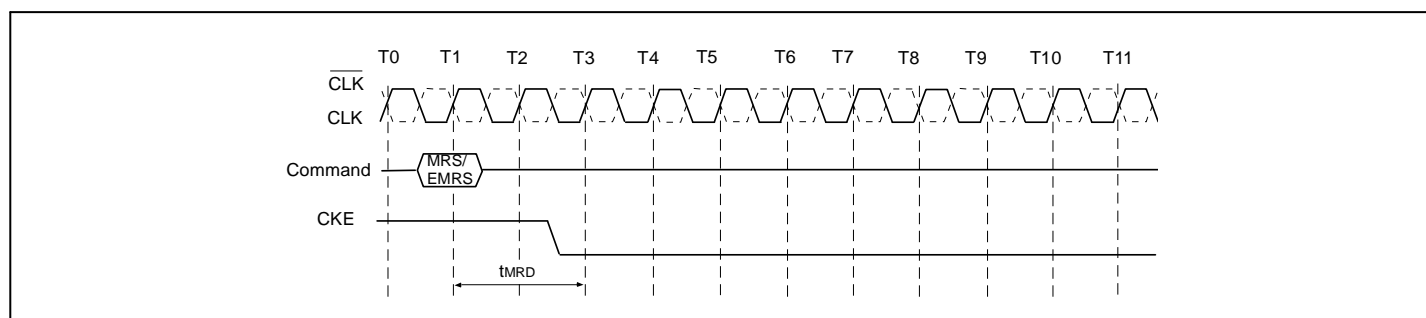 T0 T1 T2 T3 T4 T5 T6 T7 T8 T9 T10 T11
CLK
CLK
Command
MRS/
EMRS
CKE
tMRD